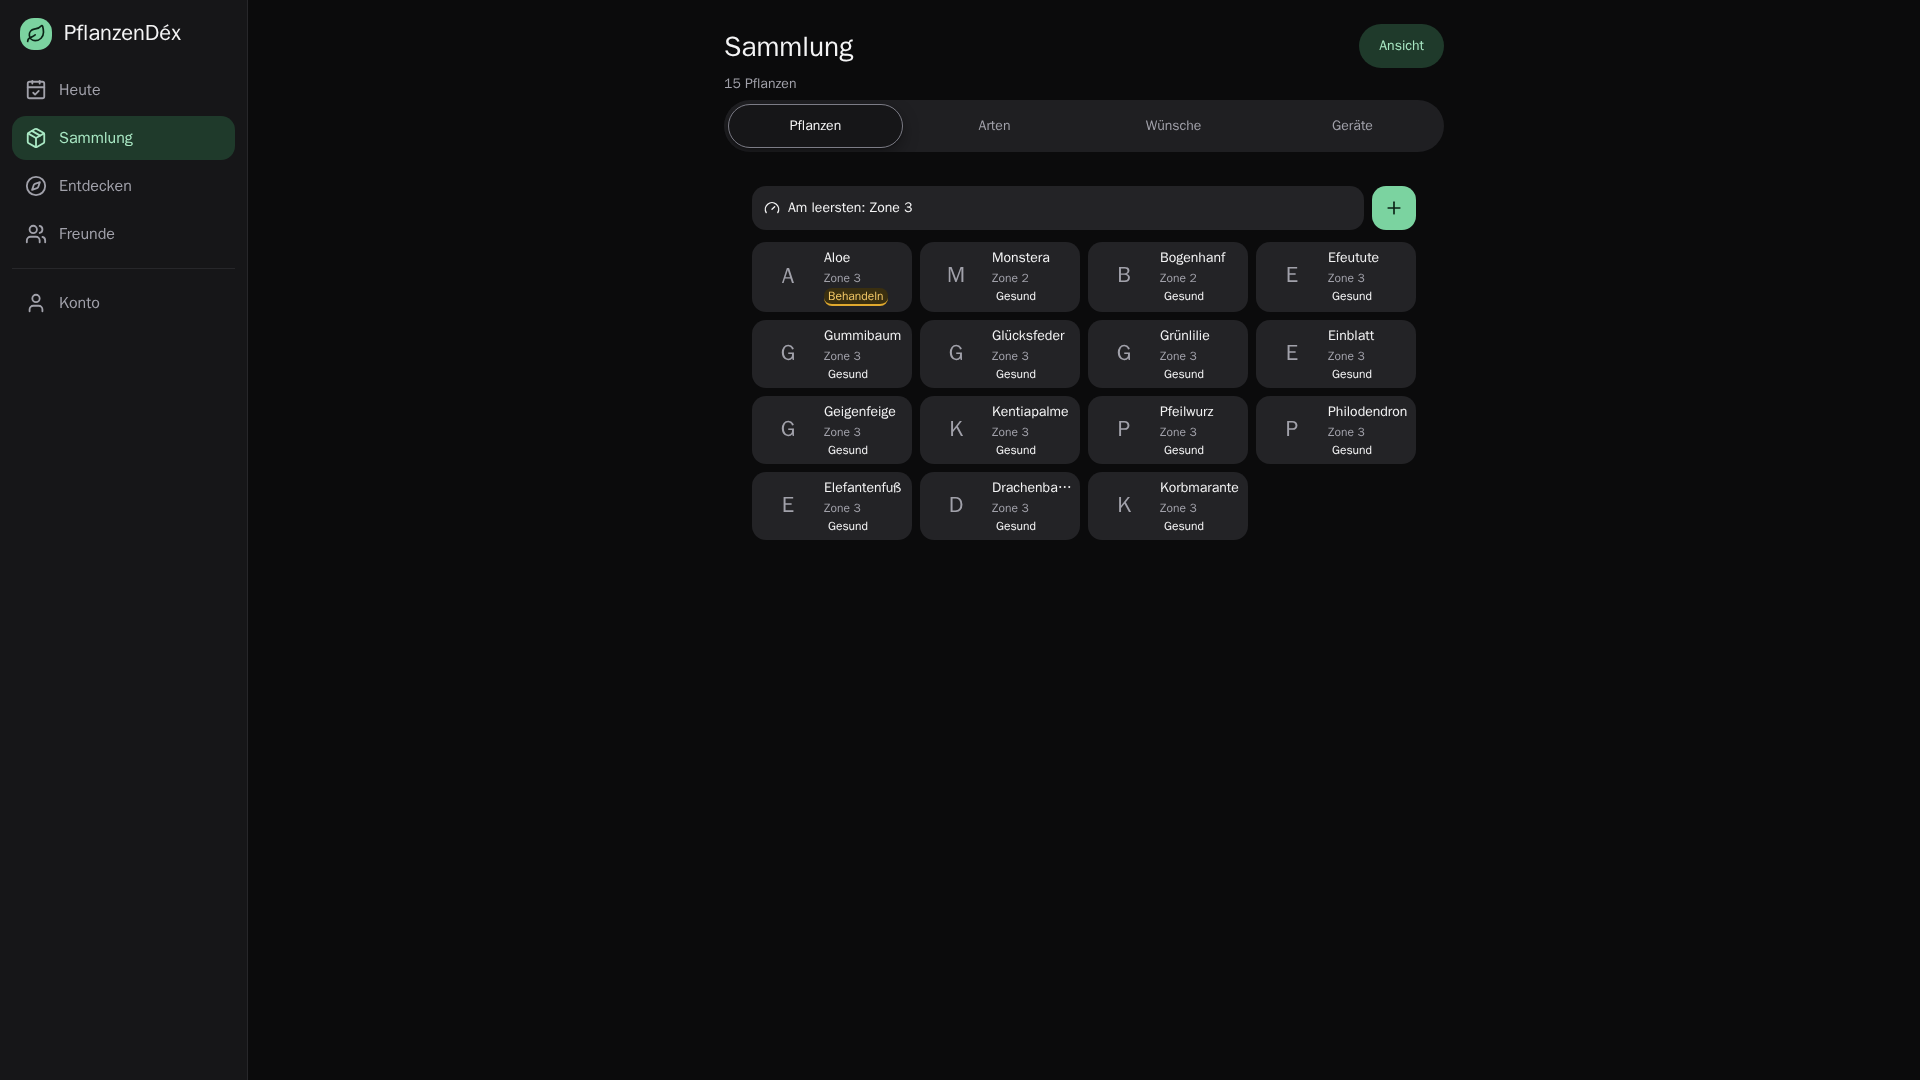 PflanzenDéx
Heute
Sammlung
Entdecken
Freunde
Konto
Sammlung
Ansicht
15 Pflanzen
Pflanzen
Arten
Wünsche
Geräte
Am leersten: Zone 3
A
Aloe
Zone 3
Behandeln
M
Monstera
Zone 2
Gesund
B
Bogenhanf
Zone 2
Gesund
E
Efeutute
Zone 3
Gesund
G
Gummibaum
Zone 3
Gesund
G
Glücksfeder
Zone 3
Gesund
G
Grünlilie
Zone 3
Gesund
E
Einblatt
Zone 3
Gesund
G
Geigenfeige
Zone 3
Gesund
K
Kentiapalme
Zone 3
Gesund
P
Pfeilwurz
Zone 3
Gesund
P
Philodendron
Zone 3
Gesund
E
Elefantenfuß
Zone 3
Gesund
D
Drachenba…
Zone 3
Gesund
K
Korbmarante
Zone 3
Gesund